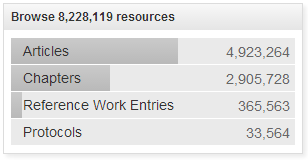 Browse 8,228,119 resources
Articles 4,923,264
Chapters 2,905,728
Reference Work Entries 365,563
Protocols 33,564